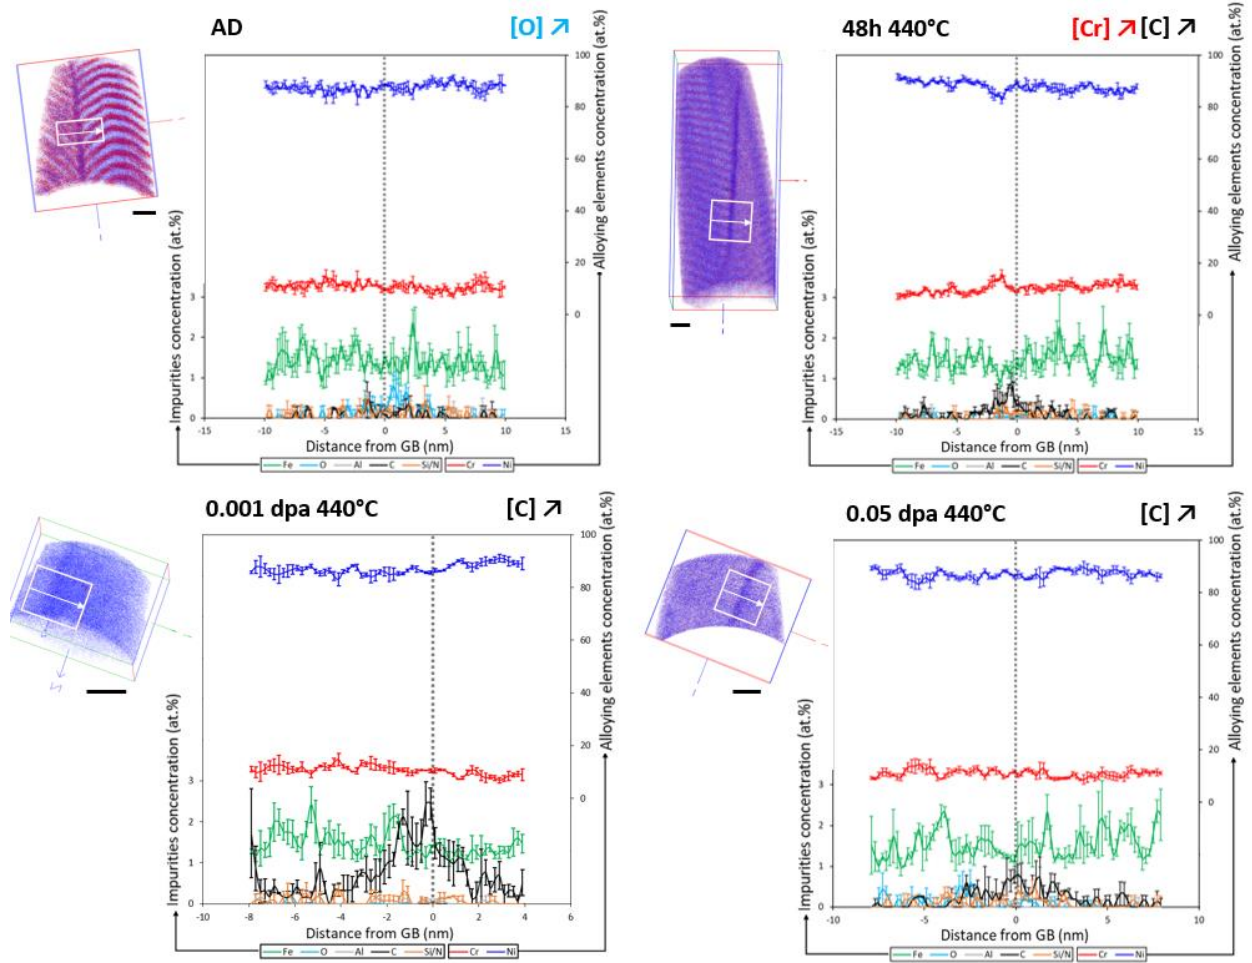 AD
[O] ↗
Impurities concentration (at.%)
3
2
1
0
100
80
60
40
20
0
Alloying elements concentration (at.%)
-15 -10 -5 0 5 10 15
Distance from GB (nm)
Fe O Al C Si/N Cr Ni
48h 440°C
[Cr] ↗ [C] ↗
Impurities concentration (at.%)
3
2
1
0
100
80
60
40
20
0
Alloying elements concentration (at.%)
-15 -10 -5 0 5 10 15
Distance from GB (nm)
Fe O Al C Si/N Cr Ni
0.001 dpa 440°C
[C] ↗
Impurities concentration (at.%)
3
2
1
0
100
80
60
40
20
0
Alloying elements concentration (at.%)
-10 -8 -6 -4 -2 0 2 4 6
Distance from GB (nm)
Fe O Al C Si/N Cr Ni
0.05 dpa 440°C
[C] ↗
Impurities concentration (at.%)
3
2
1
0
100
80
60
40
20
0
Alloying elements concentration (at.%)
-10 -5 0 5 10
Distance from GB (nm)
Fe O Al C Si/N Cr Ni